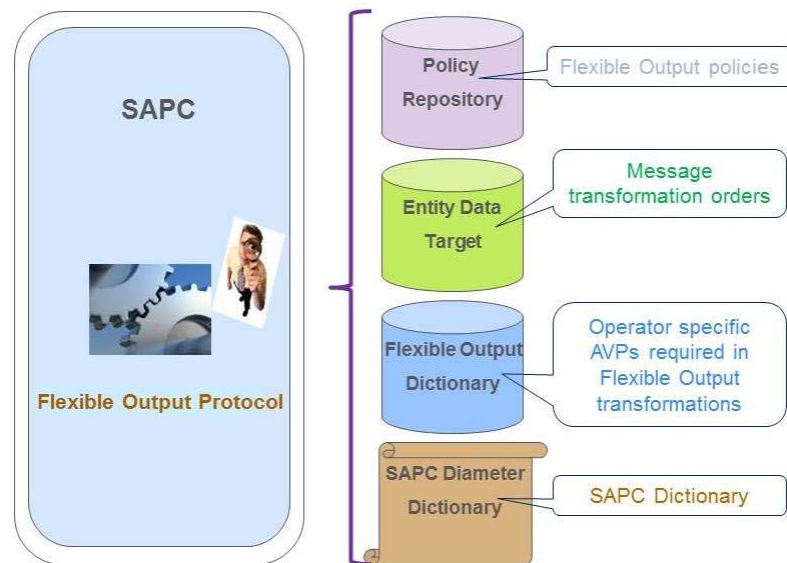 SAPC
Flexible Output Protocol
Policy
Repository
Flexible Output policies
Entity Data
Target
Message
transformation orders
Flexible Output
Dictionary
Operator specific
AVPs required in
Flexible Output
transformations
SAPC Diameter
Dictionary
SAPC Dictionary